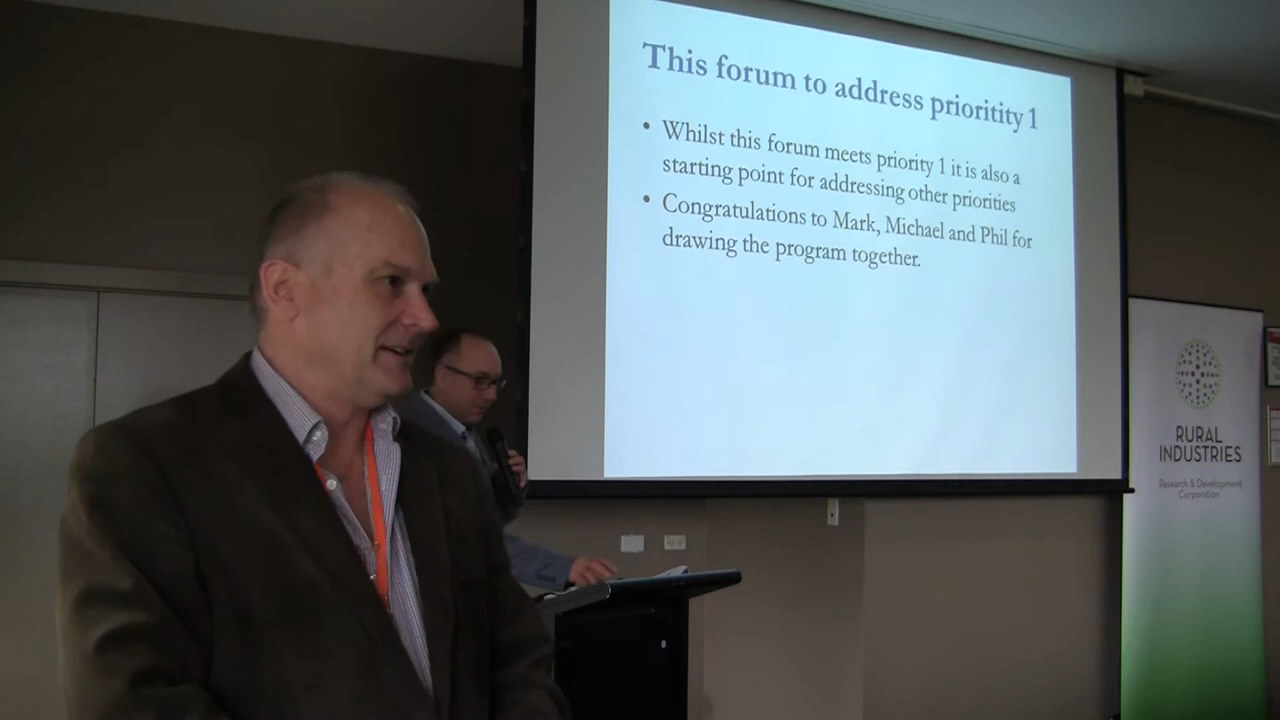 This forum to address prioritity 1
• Whilst this forum meets priority 1 it is also a
starting point for addressing other priorities
• Congratulations to Mark, Michael and Phil for
drawing the program together.
RURAL
INDUSTRIES
Research & Development
Corporation